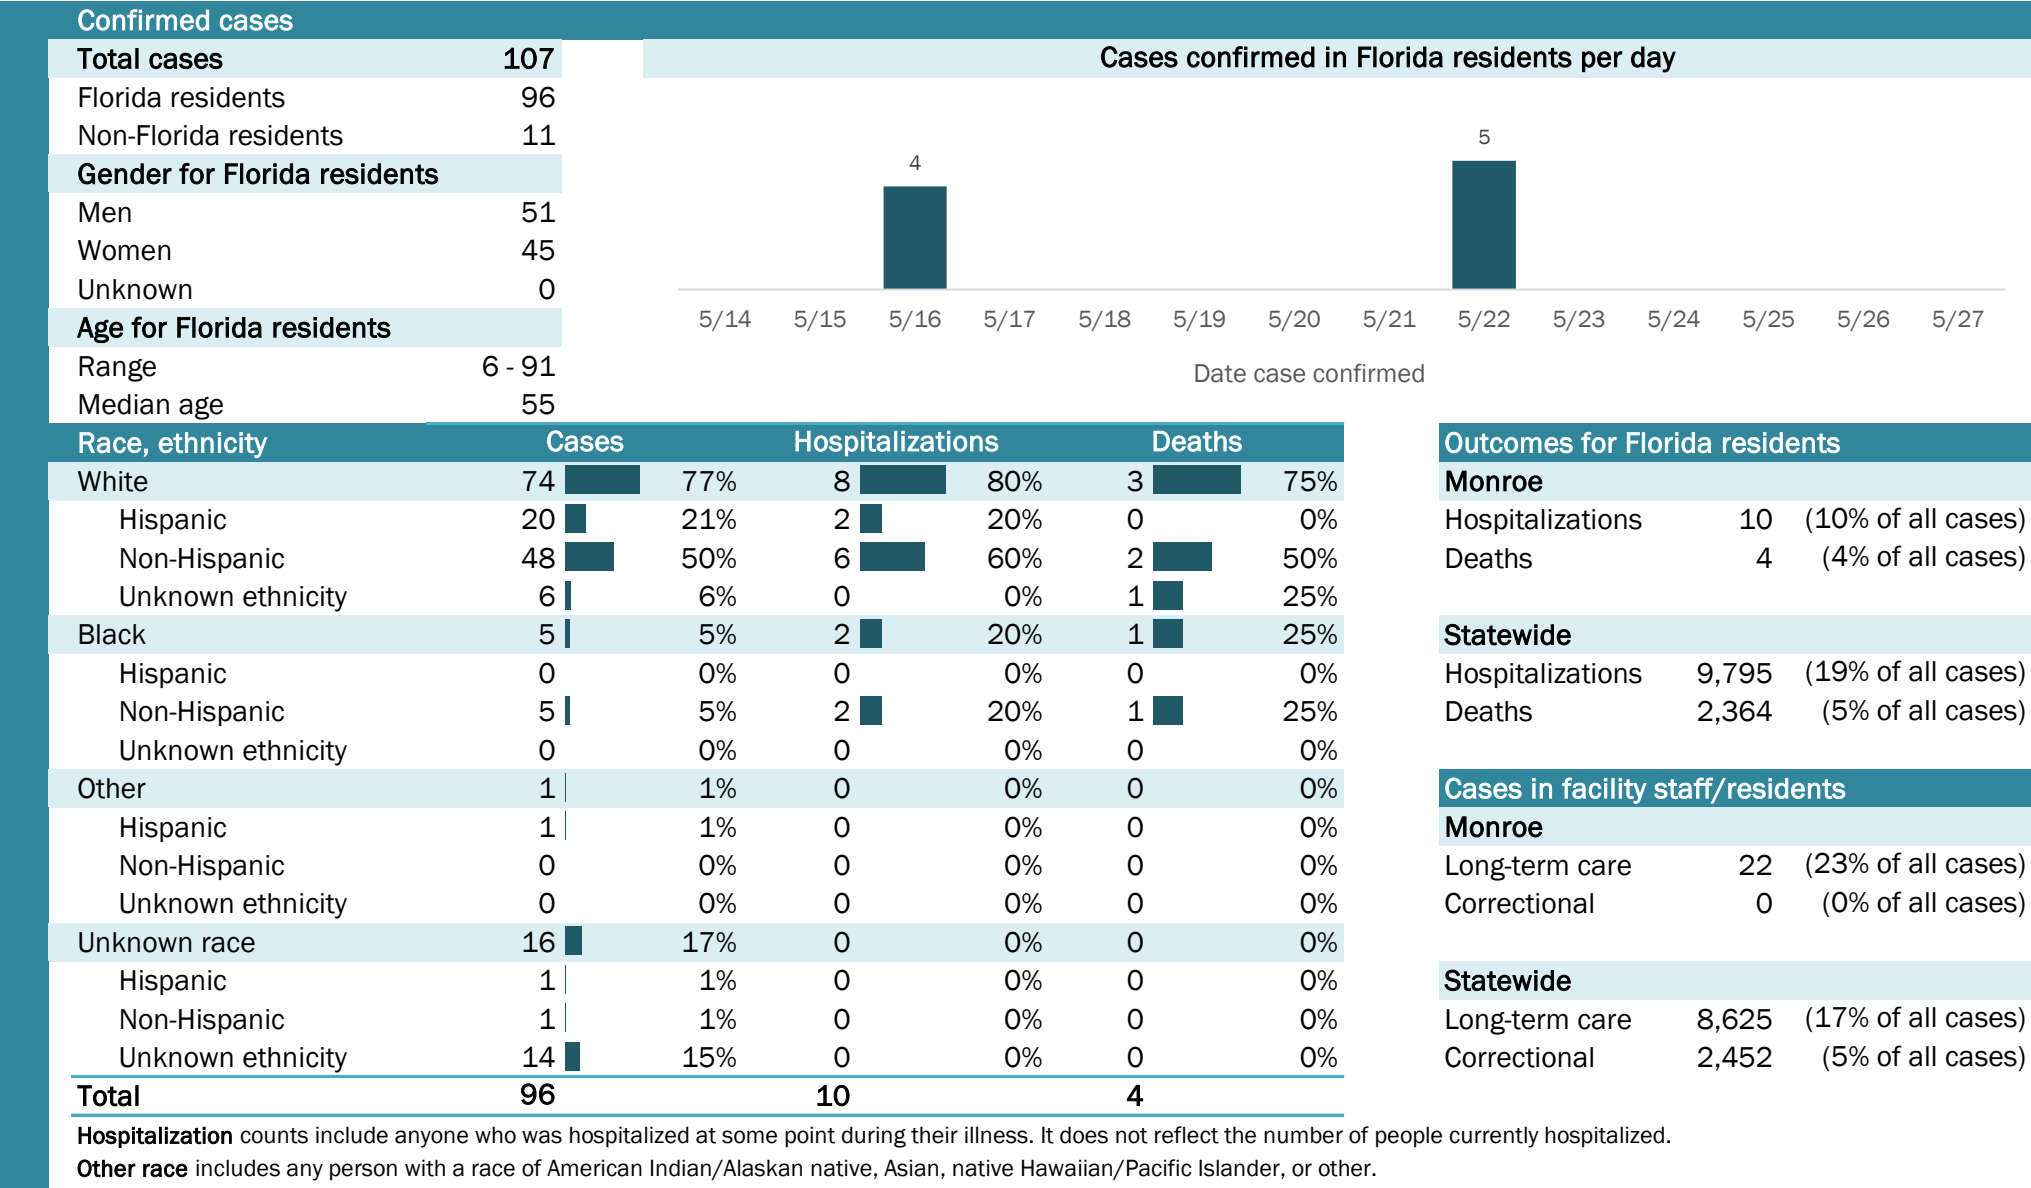 Confirmed cases
Total cases 107
Florida residents 96
Non-Florida residents 11
Gender for Florida residents
Men 51
Women 45
Unknown 0
Age for Florida residents
Range 6 - 91
Median age 55
Cases confirmed in Florida residents per day
4
5
5/14 5/15 5/16 5/17 5/18 5/19 5/20 5/21 5/22 5/23 5/24 5/25 5/26 5/27
Date case confirmed
Race, ethnicity Cases Hospitalizations Deaths
White 74 77% 8 80% 3 75%
Hispanic 20 21% 2 20% 0 0%
Non-Hispanic 48 50% 6 60% 2 50%
Unknown ethnicity 6 6% 0 0% 1 25%
Black 5 5% 2 20% 1 25%
Hispanic 0 0% 0 0% 0 0%
Non-Hispanic 5 5% 2 20% 1 25%
Unknown ethnicity 0 0% 0 0% 0 0%
Other 1 1% 0 0% 0 0%
Hispanic 1 1% 0 0% 0 0%
Non-Hispanic 0 0% 0 0% 0 0%
Unknown ethnicity 0 0% 0 0% 0 0%
Unknown race 16 17% 0 0% 0 0%
Hispanic 1 1% 0 0% 0 0%
Non-Hispanic 1 1% 0 0% 0 0%
Unknown ethnicity 14 15% 0 0% 0 0%
Total 96 10 4
Outcomes for Florida residents
Monroe
Hospitalizations 10 (10% of all cases)
Deaths 4 (4% of all cases)
Statewide
Hospitalizations 9,795 (19% of all cases)
Deaths 2,364 (5% of all cases)
Cases in facility staff/residents
Monroe
Long-term care 22 (23% of all cases)
Correctional 0 (0% of all cases)
Statewide
Long-term care 8,625 (17% of all cases)
Correctional 2,452 (5% of all cases)
Hospitalization counts include anyone who was hospitalized at some point during their illness. It does not reflect the number of people currently hospitalized.
Other race includes any person with a race of American Indian/Alaskan native, Asian, native Hawaiian/Pacific Islander, or other.